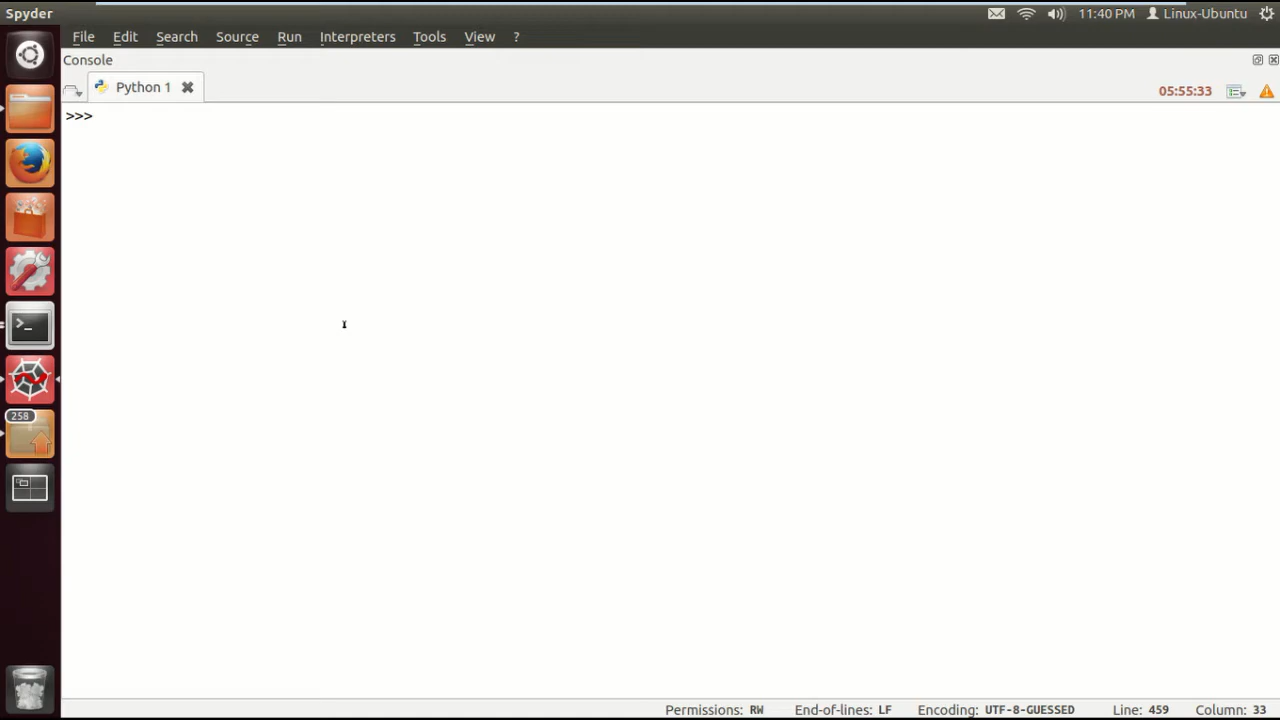 Spyder
11:40 PM
Linux-Ubuntu
File Edit Search Source Run Interpreters Tools View ?
Console
Python 1
05:55:33
>>>
>_
258
Permissions: RW End-of-lines: LF Encoding: UTF-8-GUESSED Line: 459 Column: 33